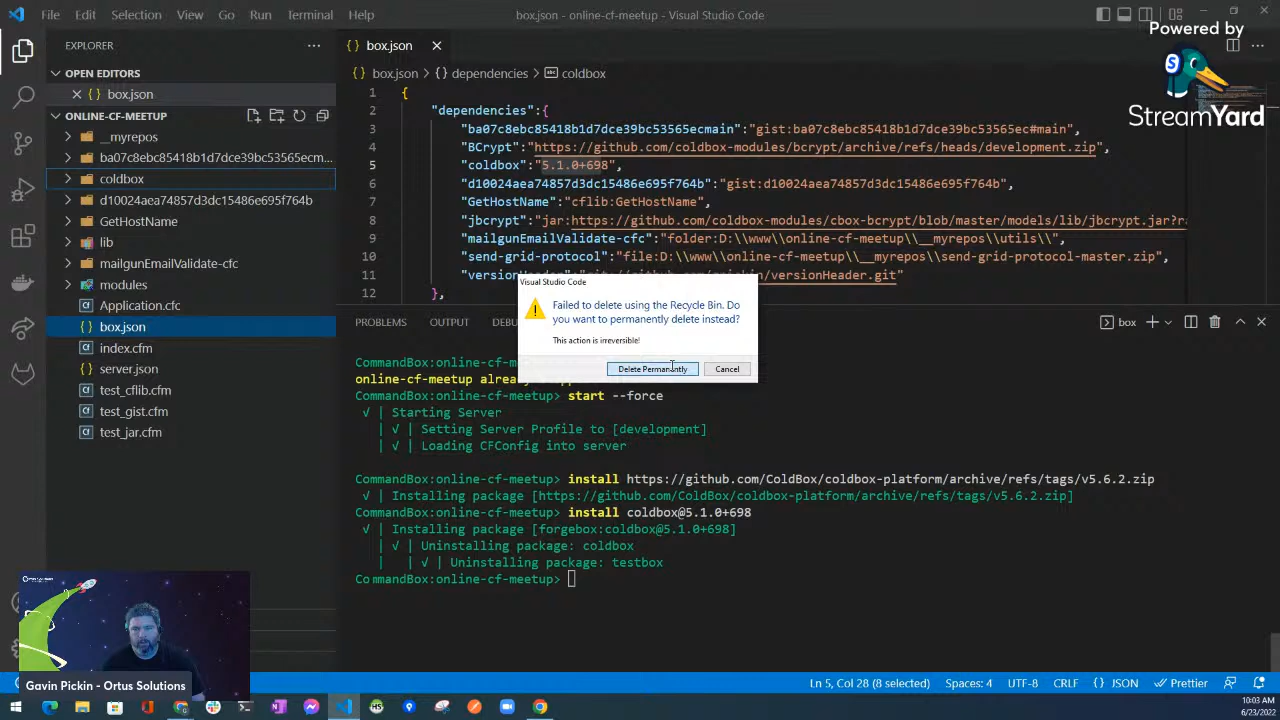 File Edit Selection View Go Run Terminal Help
box.json - online-cf-meetup - Visual Studio Code
Powered by
StreamYard
EXPLORER
OPEN EDITORS
{ } box.json
ONLINE-CF-MEETUP
__myrepos
ba07c8ebc85418b1d7dce39bc53565ecm...
coldbox
d10024aea74857d3dc15486e695f764b
GetHostName
lib
mailgunEmailValidate-cfc
modules
Application.cfc
box.json
index.cfm
server.json
test_cflib.cfm
test_gist.cfm
test_jar.cfm
{ } box.json
{ } box.json > { } dependencies > coldbox
1 {
2 "dependencies":{
3 "ba07c8ebc85418b1d7dce39bc53565ecmain":"gist:ba07c8ebc85418b1d7dce39bc53565ec#main",
4 "BCrypt":"https://github.com/coldbox-modules/bcrypt/archive/refs/heads/development.zip",
5 "coldbox":"5.1.0+698",
6 "d10024aea74857d3dc15486e695f764b":"gist:d10024aea74857d3dc15486e695f764b",
7 "GetHostName":"cflib:GetHostName",
8 "jbcrypt":"jar:https://github.com/coldbox-modules/cbox-bcrypt/blob/master/models/lib/jbcrypt.jar?r
9 "mailgunEmailValidate-cfc":"folder:D:\\www\\online-cf-meetup\\__myrepos\\utils\\",
10 "send-grid-protocol":"file:D:\\www\\online-cf-meetup\\__myrepos\\send-grid-protocol-master.zip",
11 "versionHeader":"git://github.com/gpickin/versionHeader.git"
12 },
Visual Studio Code
Failed to delete using the Recycle Bin. Do
you want to permanently delete instead?
This action is irreversible!
Delete Permanently Cancel
PROBLEMS OUTPUT DEBU
box
CommandBox:online-cf-meetup>
online-cf-meetup already
CommandBox:online-cf-meetup> start --force
√ | Starting Server
| √ | Setting Server Profile to [development]
| √ | Loading CFConfig into server
CommandBox:online-cf-meetup> install https://github.com/ColdBox/coldbox-platform/archive/refs/tags/v5.6.2.zip
√ | Installing package [https://github.com/ColdBox/coldbox-platform/archive/refs/tags/v5.6.2.zip]
CommandBox:online-cf-meetup> install coldbox@5.1.0+698
√ | Installing package [forgebox:coldbox@5.1.0+698]
| √ | Uninstalling package: coldbox
| | √ | Uninstalling package: testbox
CommandBox:online-cf-meetup>
Gavin Pickin - Ortus Solutions
Ln 5, Col 28 (8 selected) Spaces: 4 UTF-8 CRLF { } JSON Prettier
10:03 AM
6/23/2022